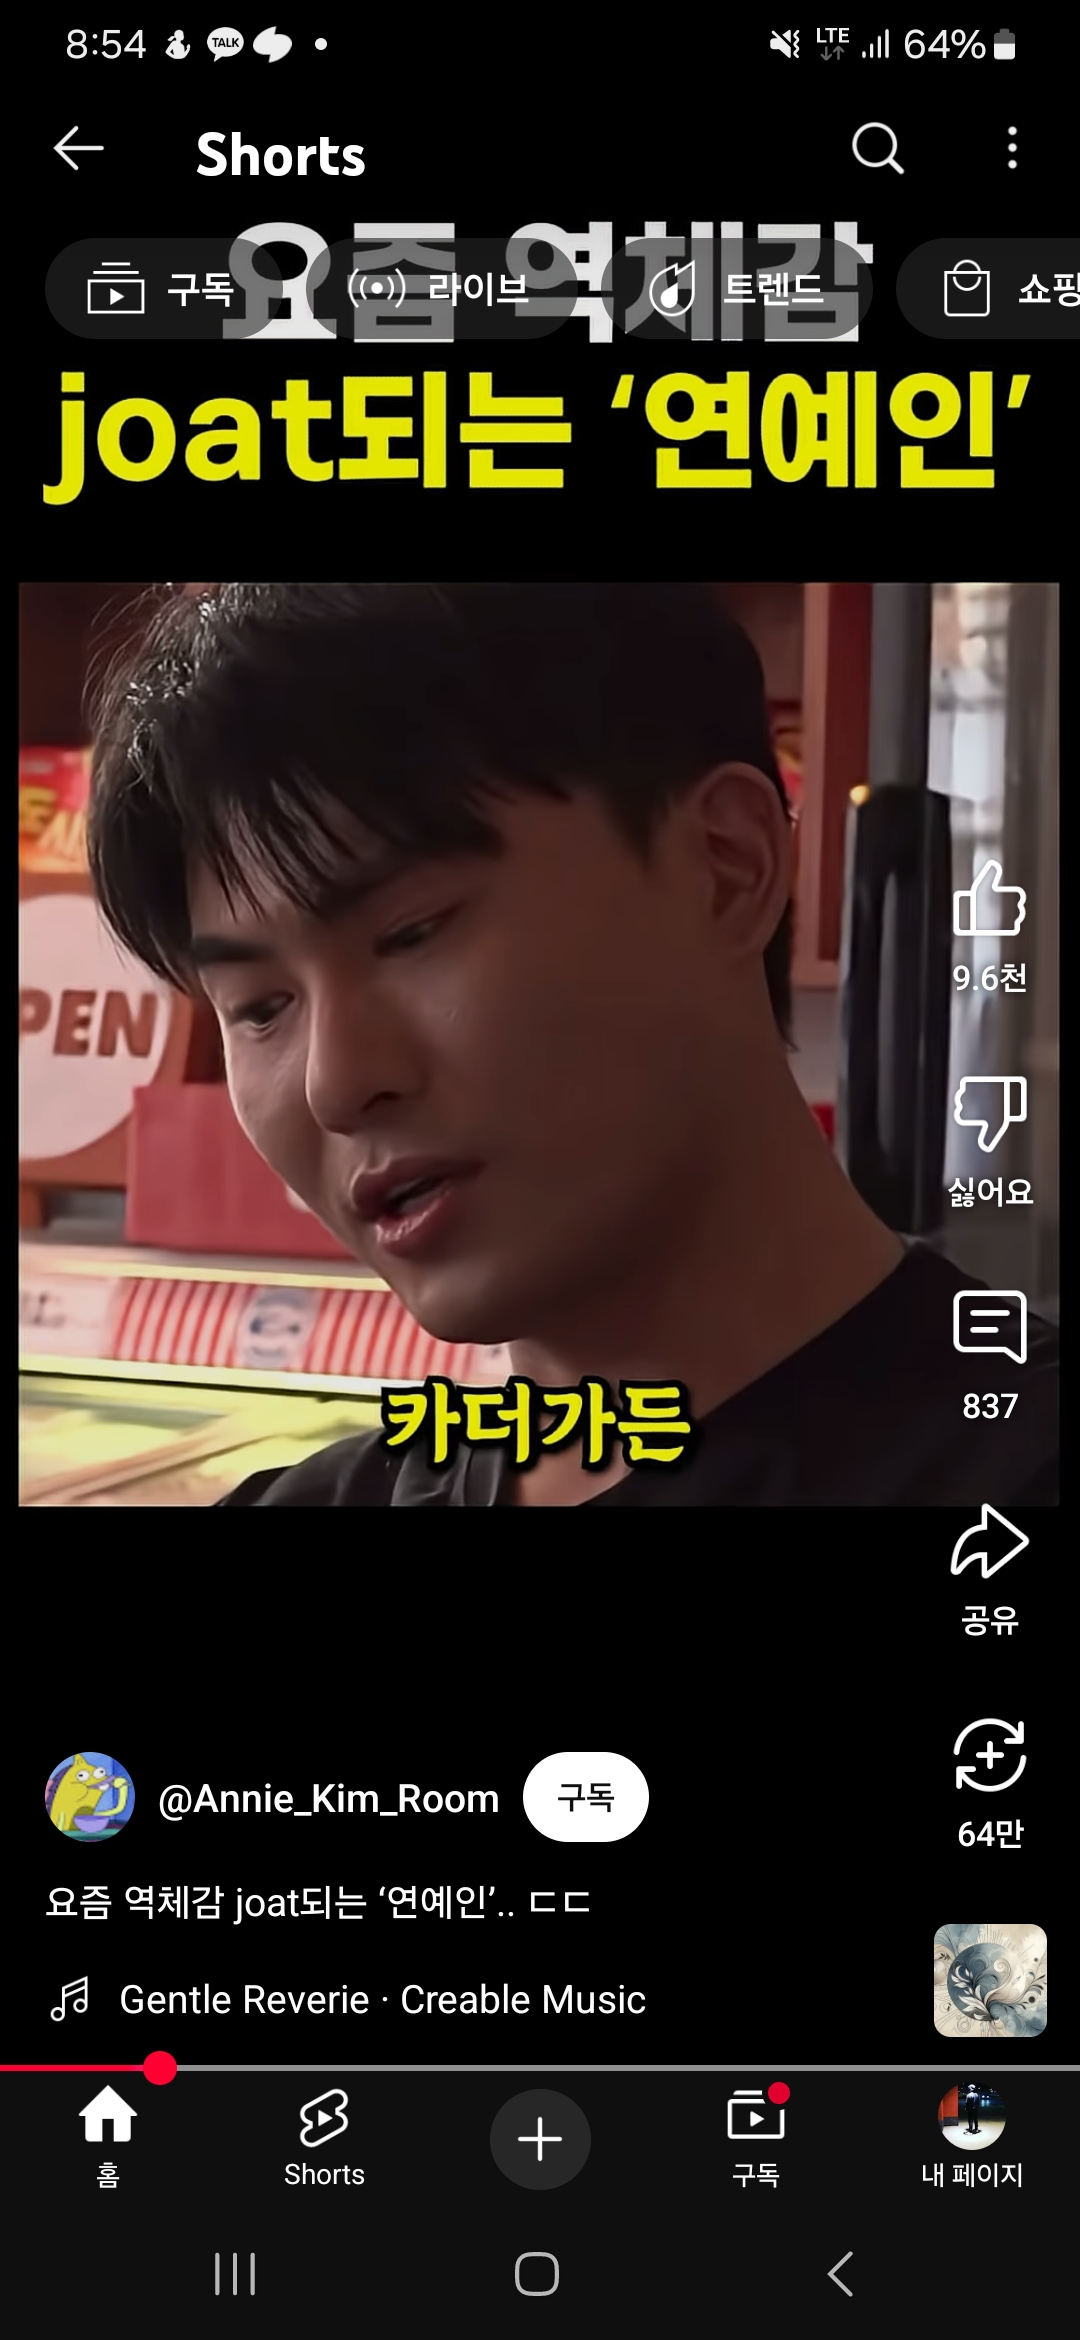 8:54 TALK LTE 64%
Shorts
요즘 역체감
구독 라이브 트렌드 쇼핑
joat되는 ‘연예인’
PEN
9.6천
싫어요
837
카더가든
공유
64만
@Annie_Kim_Room 구독
요즘 역체감 joat되는 ‘연예인’.. ㄷㄷ
Gentle Reverie · Creable Music
홈 Shorts 구독 내 페이지